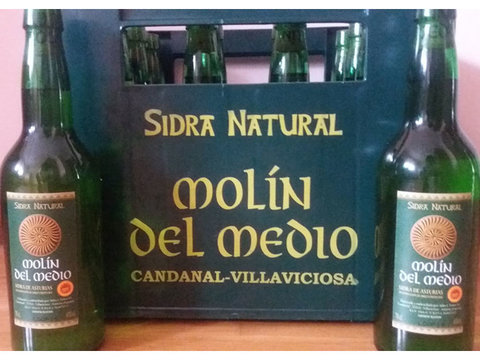 SIDRA NATURAL
MOLÍN
DEL MEDIO
CANDANAL-VILLAVICIOSA
SIDRA NATURAL
MOLÍN
DEL MEDIO
SIDRA DE ASTURIAS
SIDRA NATURAL
MOLÍN
DEL MEDIO
SIDRA DE ASTURIAS